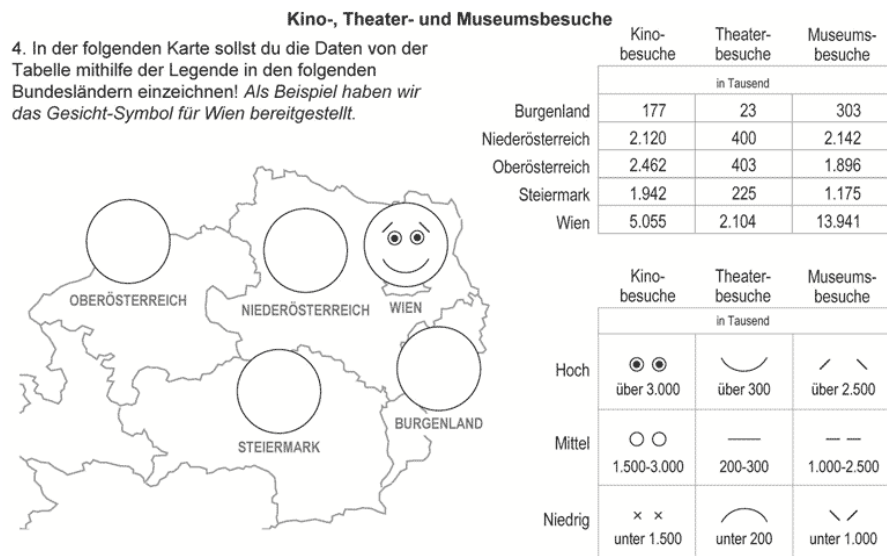 Kino-, Theater- und Museumsbesuche
4. In der folgenden Karte sollst du die Daten von der
Tabelle mithilfe der Legende in den folgenden
Bundesländern einzeichnen! Als Beispiel haben wir
das Gesicht-Symbol für Wien bereitgestellt.
Kino- Theater- Museums-
besuche besuche besuche
in Tausend
Burgenland 177 23 303
Niederösterreich 2.120 400 2.142
Oberösterreich 2.462 403 1.896
Steiermark 1.942 225 1.175
Wien 5.055 2.104 13.941
OBERÖSTERREICH
NIEDERÖSTERREICH
WIEN
STEIERMARK
BURGENLAND
Kino- Theater- Museums-
besuche besuche besuche
in Tausend
Hoch
über 3.000 über 300 über 2.500
Mittel
1.500-3.000 200-300 1.000-2.500
Niedrig
unter 1.500 unter 200 unter 1.000